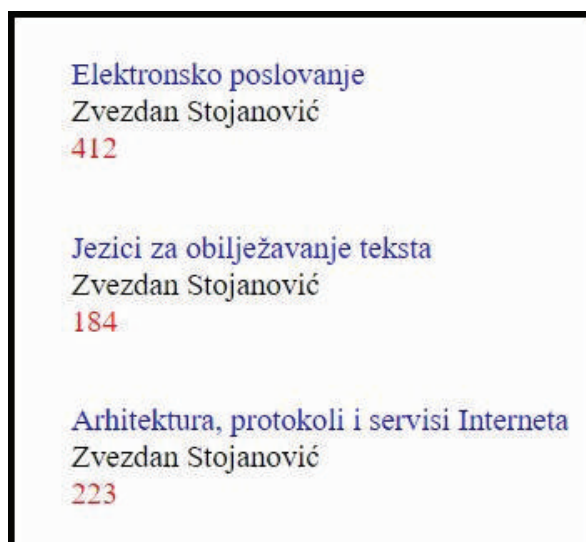 Elektronsko poslovanje
Zvezdan Stojanović
412
Jezici za obilježavanje teksta
Zvezdan Stojanović
184
Arhitektura, protokoli i servisi Interneta
Zvezdan Stojanović
223